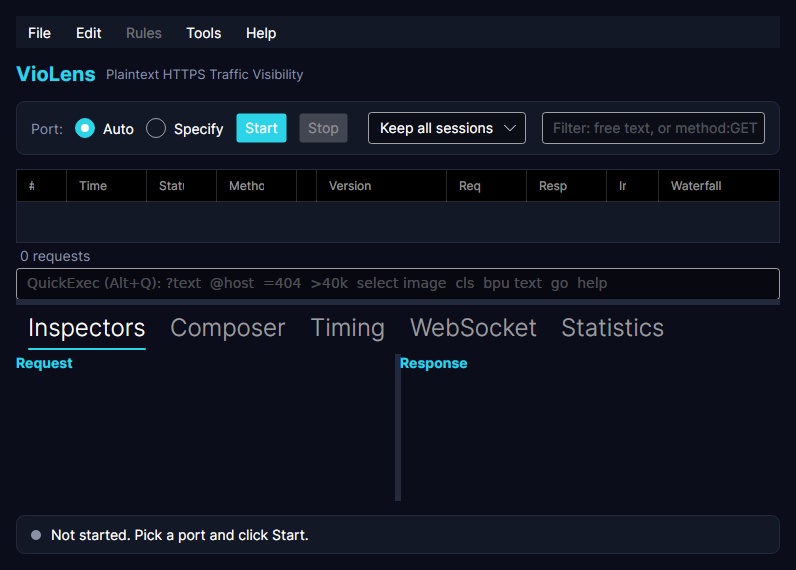 File Edit Rules Tools Help
VioLens Plaintext HTTPS Traffic Visibility
Port: Auto Specify Start Stop Keep all sessions Filter: free text, or method:GET
# Time Metho Version Req Resp Waterfall
0 requests
QuickExec (Alt+Q): ?text @host =404 >40k select image cls bpu text go help
Inspectors Composer Timing WebSocket Statistics
Request Response
Not started. Pick a port and click Start.